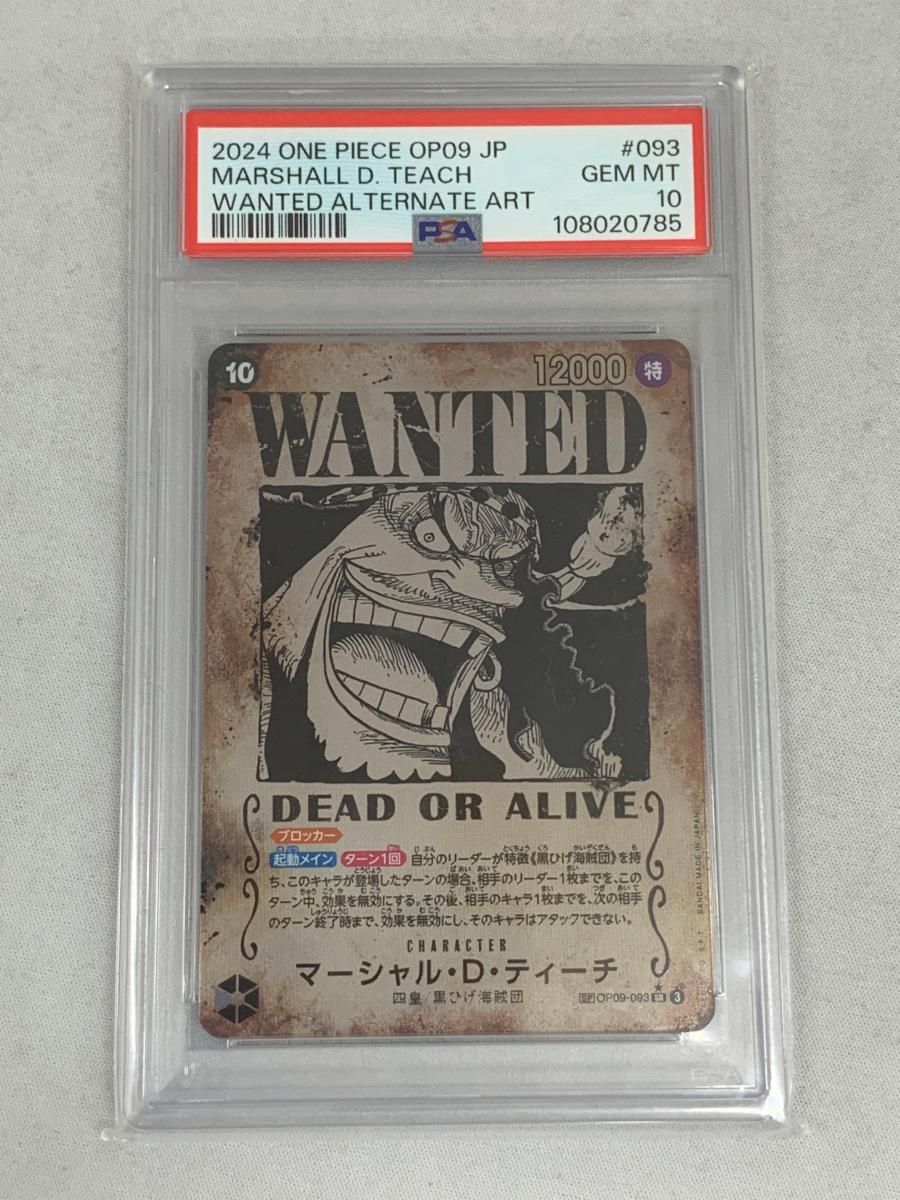 2024 ONE PIECE OP09 JP #093
MARSHALL D. TEACH GEM MT
WANTED ALTERNATE ART 10
PSA 108020785
10 12000 特
WANTED
DEAD OR ALIVE
ブロッカー
起動メイン ターン1回 自分のリーダーが特徴《黒ひげ海賊団》を持
ち、このキャラが登場したターンの場合、相手のリーダー1枚までを、この
ターン中、効果を無効にする。その後、相手のキャラ1枚までを、次の相手
のターン終了時まで、効果を無効にし、そのキャラはアタックできない。
CHARACTER
マーシャル・D・ティーチ
四皇/黒ひげ海賊団
SP OP09-093 SR 3
BANDAI MADE IN JAPAN
PSA